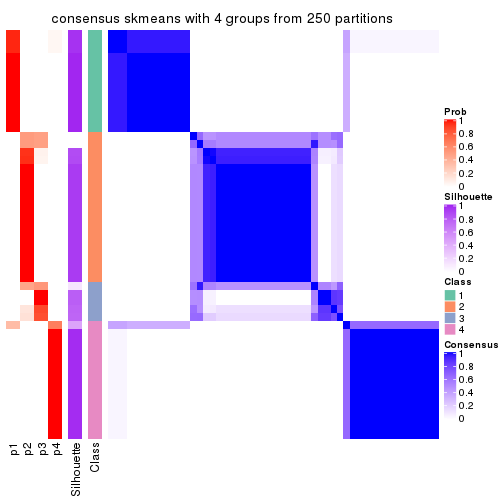 consensus skmeans with 4 groups from 250 partitions
Prob
1
0.8
0.6
0.4
0.2
0
Silhouette
1
0.8
0.6
0.4
0.2
0
Class
1
2
3
4
Consensus
1
0.8
0.6
0.4
0.2
0
p1
p2
p3
p4
Silhouette
Class